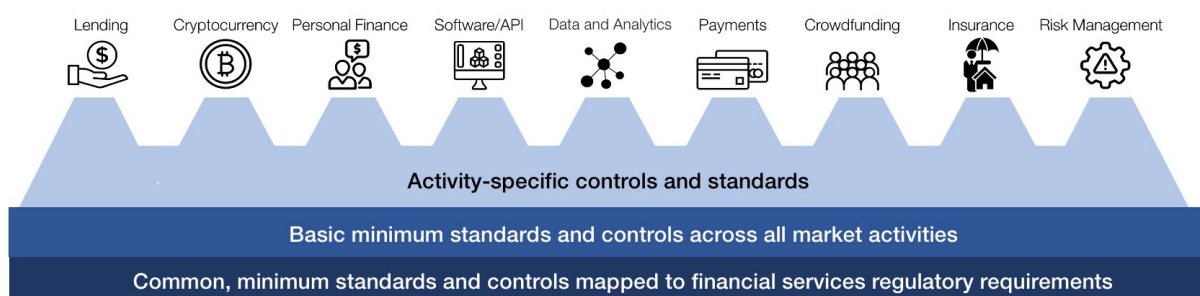 Lending
Cryptocurrency
Personal Finance
Software/API
Data and Analytics
Payments
Crowdfunding
Insurance
Risk Management
$
$
₿
Activity-specific controls and standards
Basic minimum standards and controls across all market activities
Common, minimum standards and controls mapped to financial services regulatory requirements